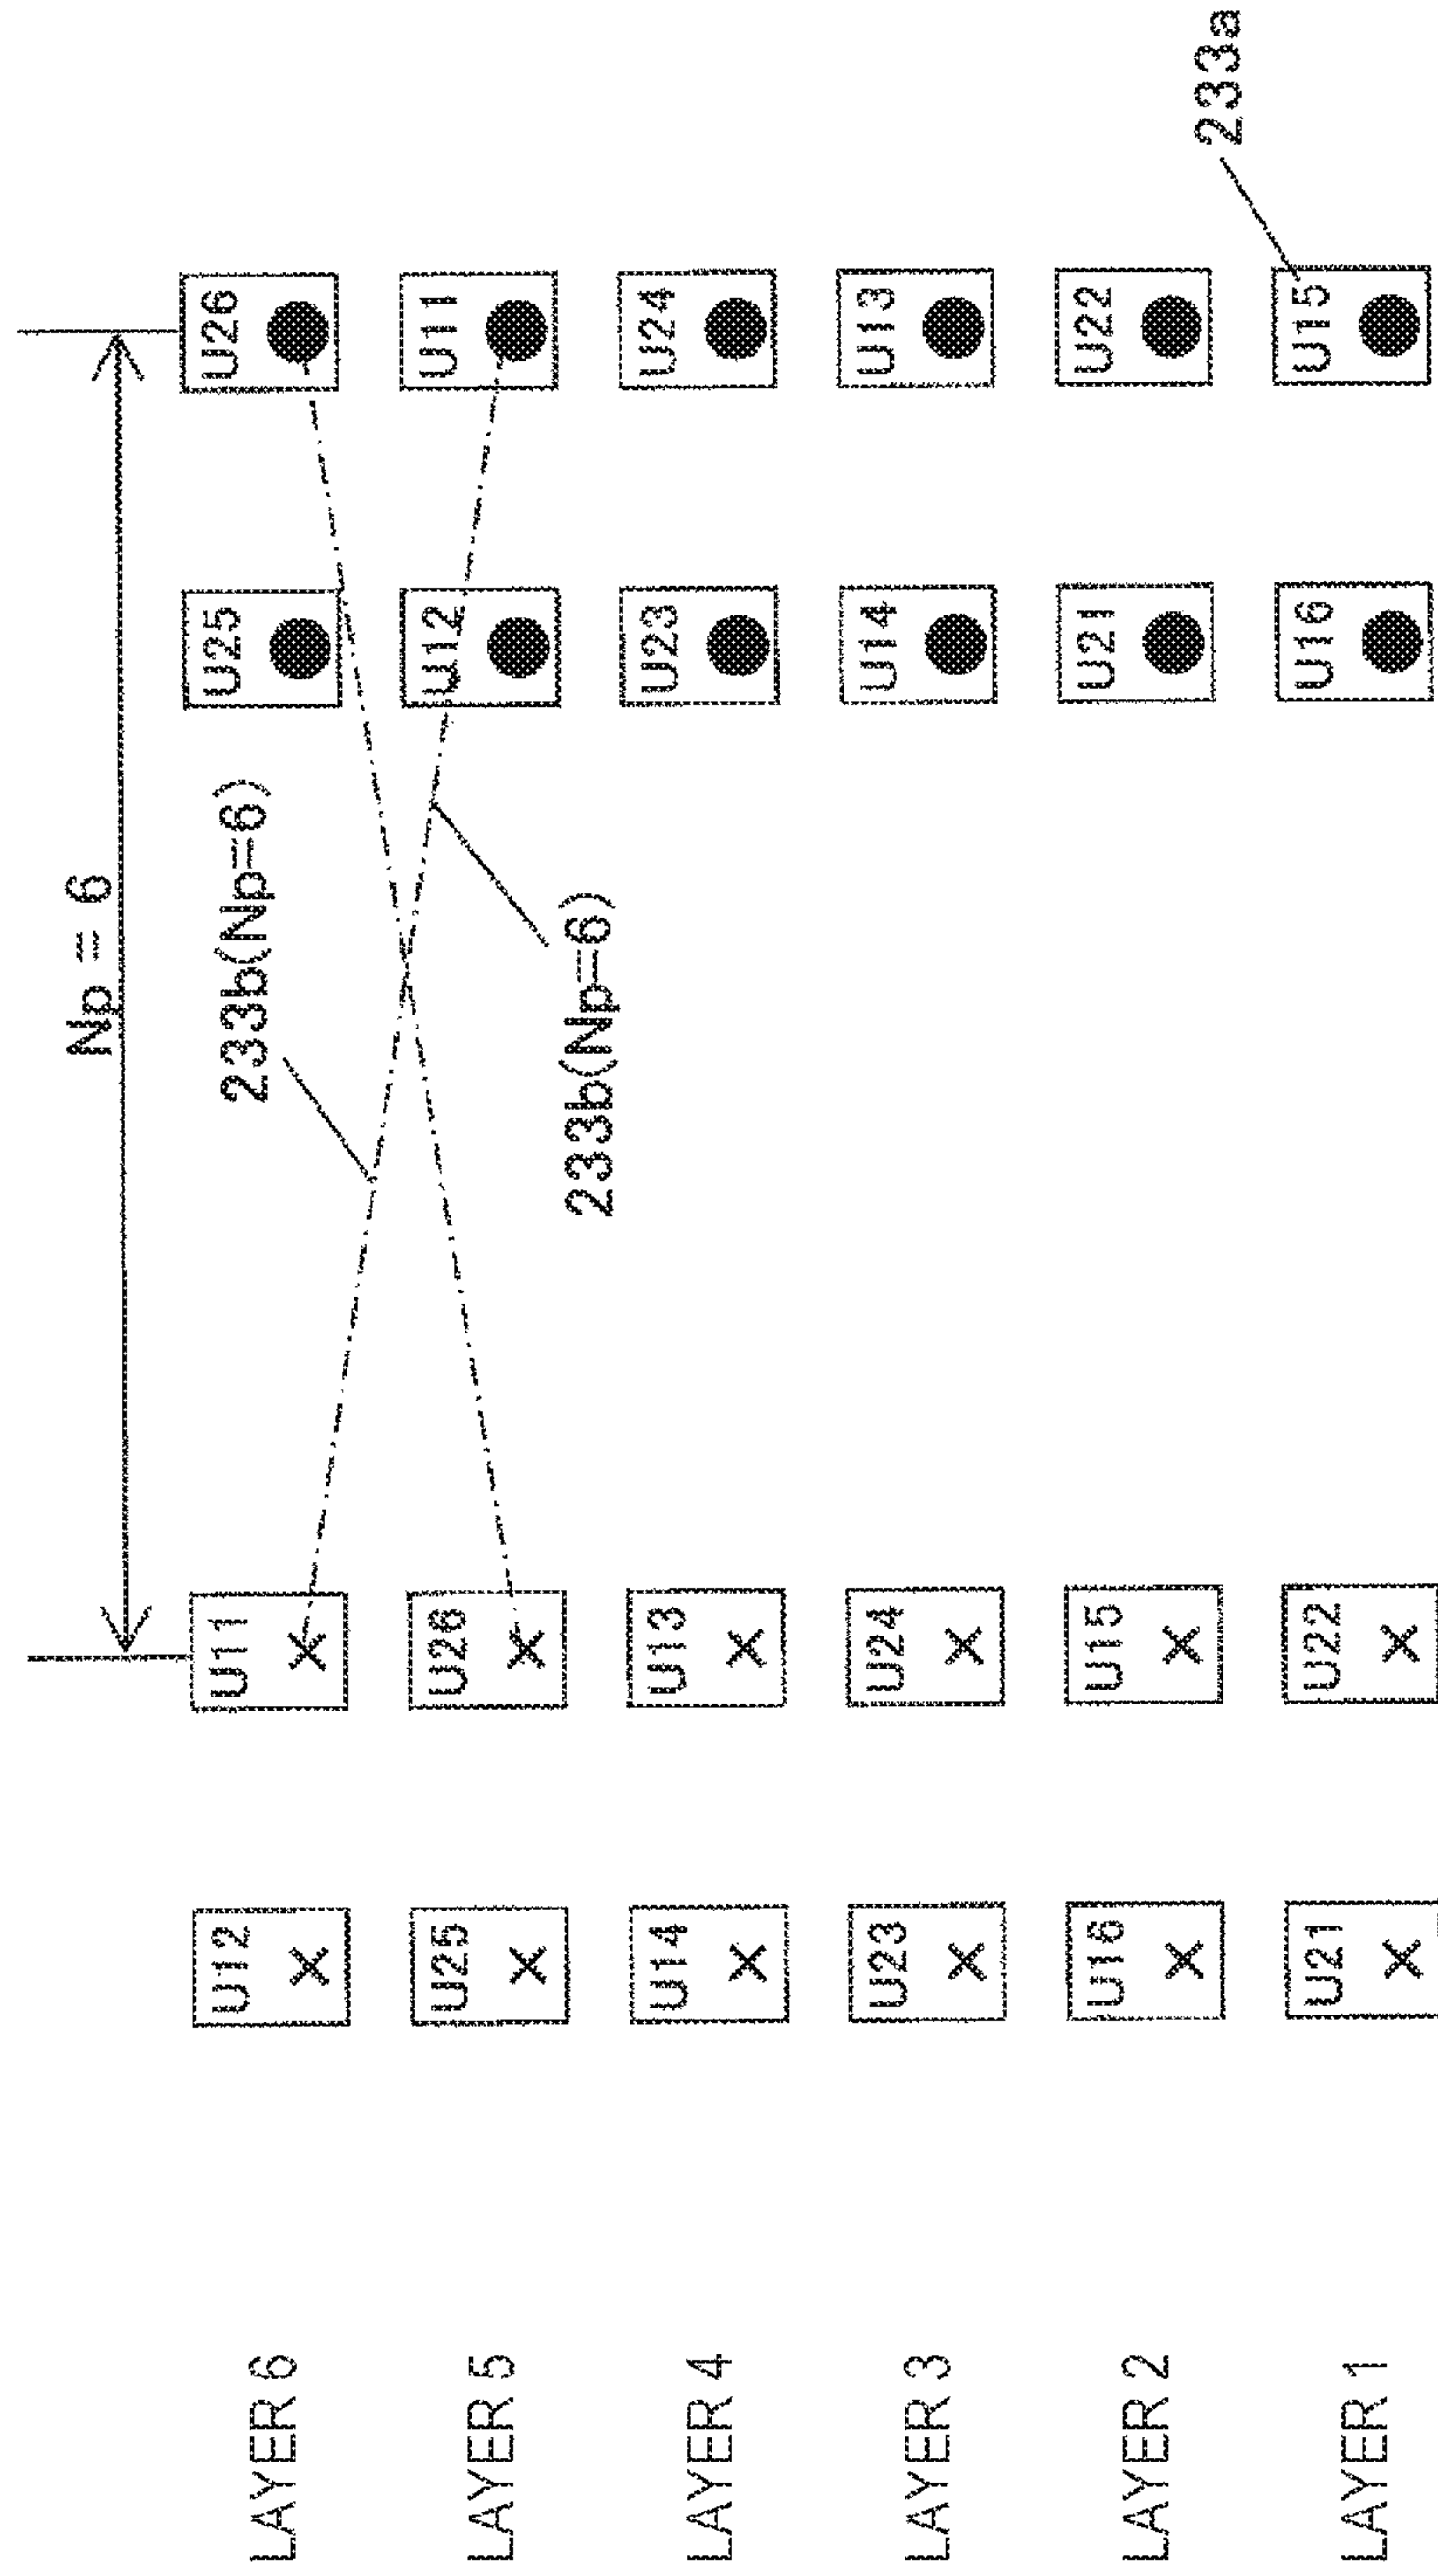 Np = 6
LAYER 6 U12 U11 U25 U26
233b(Np=6)
LAYER 5 U25 U26 U12 U11
233b(Np=6)
LAYER 4 U14 U13 U23 U24
LAYER 3 U23 U24 U14 U13
LAYER 2 U16 U15 U21 U22
233a
LAYER 1 U21 U22 U16 U15